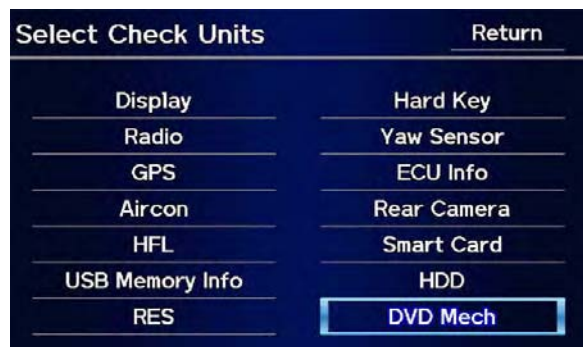 Select Check Units
Return
Display
Hard Key
Radio
Yaw Sensor
GPS
ECU Info
Aircon
Rear Camera
HFL
Smart Card
USB Memory Info
HDD
RES
DVD Mech